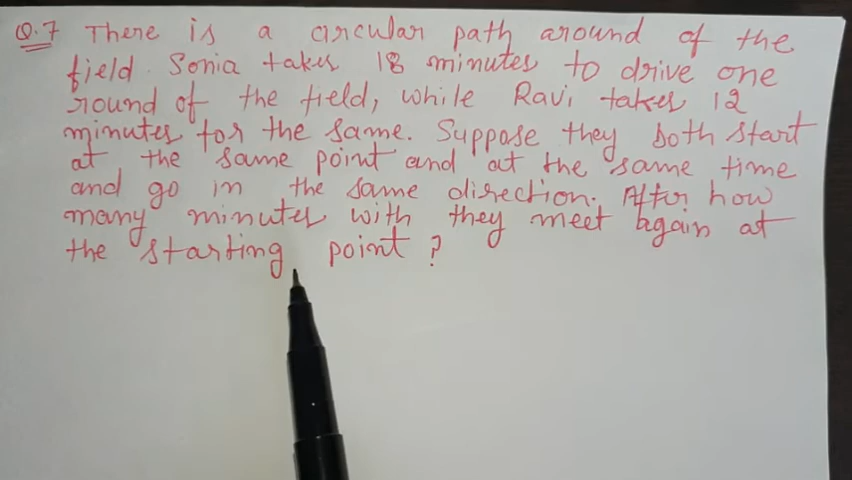 Q.7 There is a circular path around of the
field. Sonia takes 18 minutes to drive one
round of the field, while Ravi takes 12
minutes for the same. Suppose they both start
at the same point and at the same time
and go in the same direction. After how
many minutes with they meet again at
the starting point?